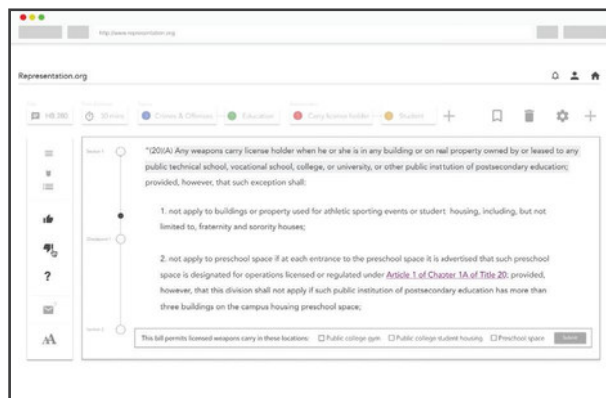 http://www.representation.org
Representation.org
HB 280
30 mins
Crimes & Offenses
Education
Carry license holder
Student
"(20)(A) Any weapons carry license holder when he or she is in any building or on real property owned by or leased to any
public technical school, vocational school, college, or university, or other public institution of postsecondary education;
provided, however, that such exception shall:
1. not apply to buildings or property used for athletic sporting events or student housing, including, but not
limited to, fraternity and sorority houses;
2. not apply to preschool space if at each entrance to the preschool space it is advertised that such preschool
space is designated for operations licensed or regulated under Article 1 of Chapter 1A of Title 20; provided,
however, that this division shall not apply if such public institution of postsecondary education has more than
three buildings on the campus housing preschool space;
?
AA
This bill permits licensed weapons carry in these locations: Public college gym Public college student housing Preschool space Submit